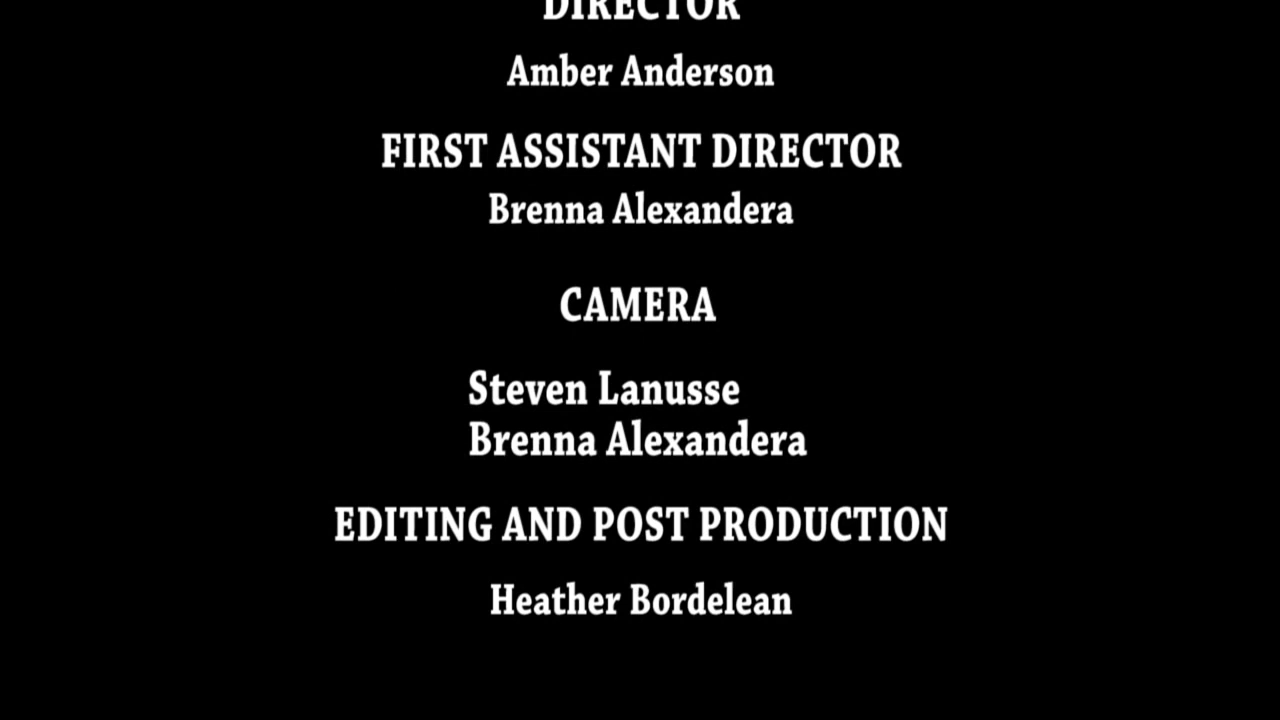 DIRECTOR
Amber Anderson
FIRST ASSISTANT DIRECTOR
Brenna Alexandera
CAMERA
Steven Lanusse
Brenna Alexandera
EDITING AND POST PRODUCTION
Heather Bordelean